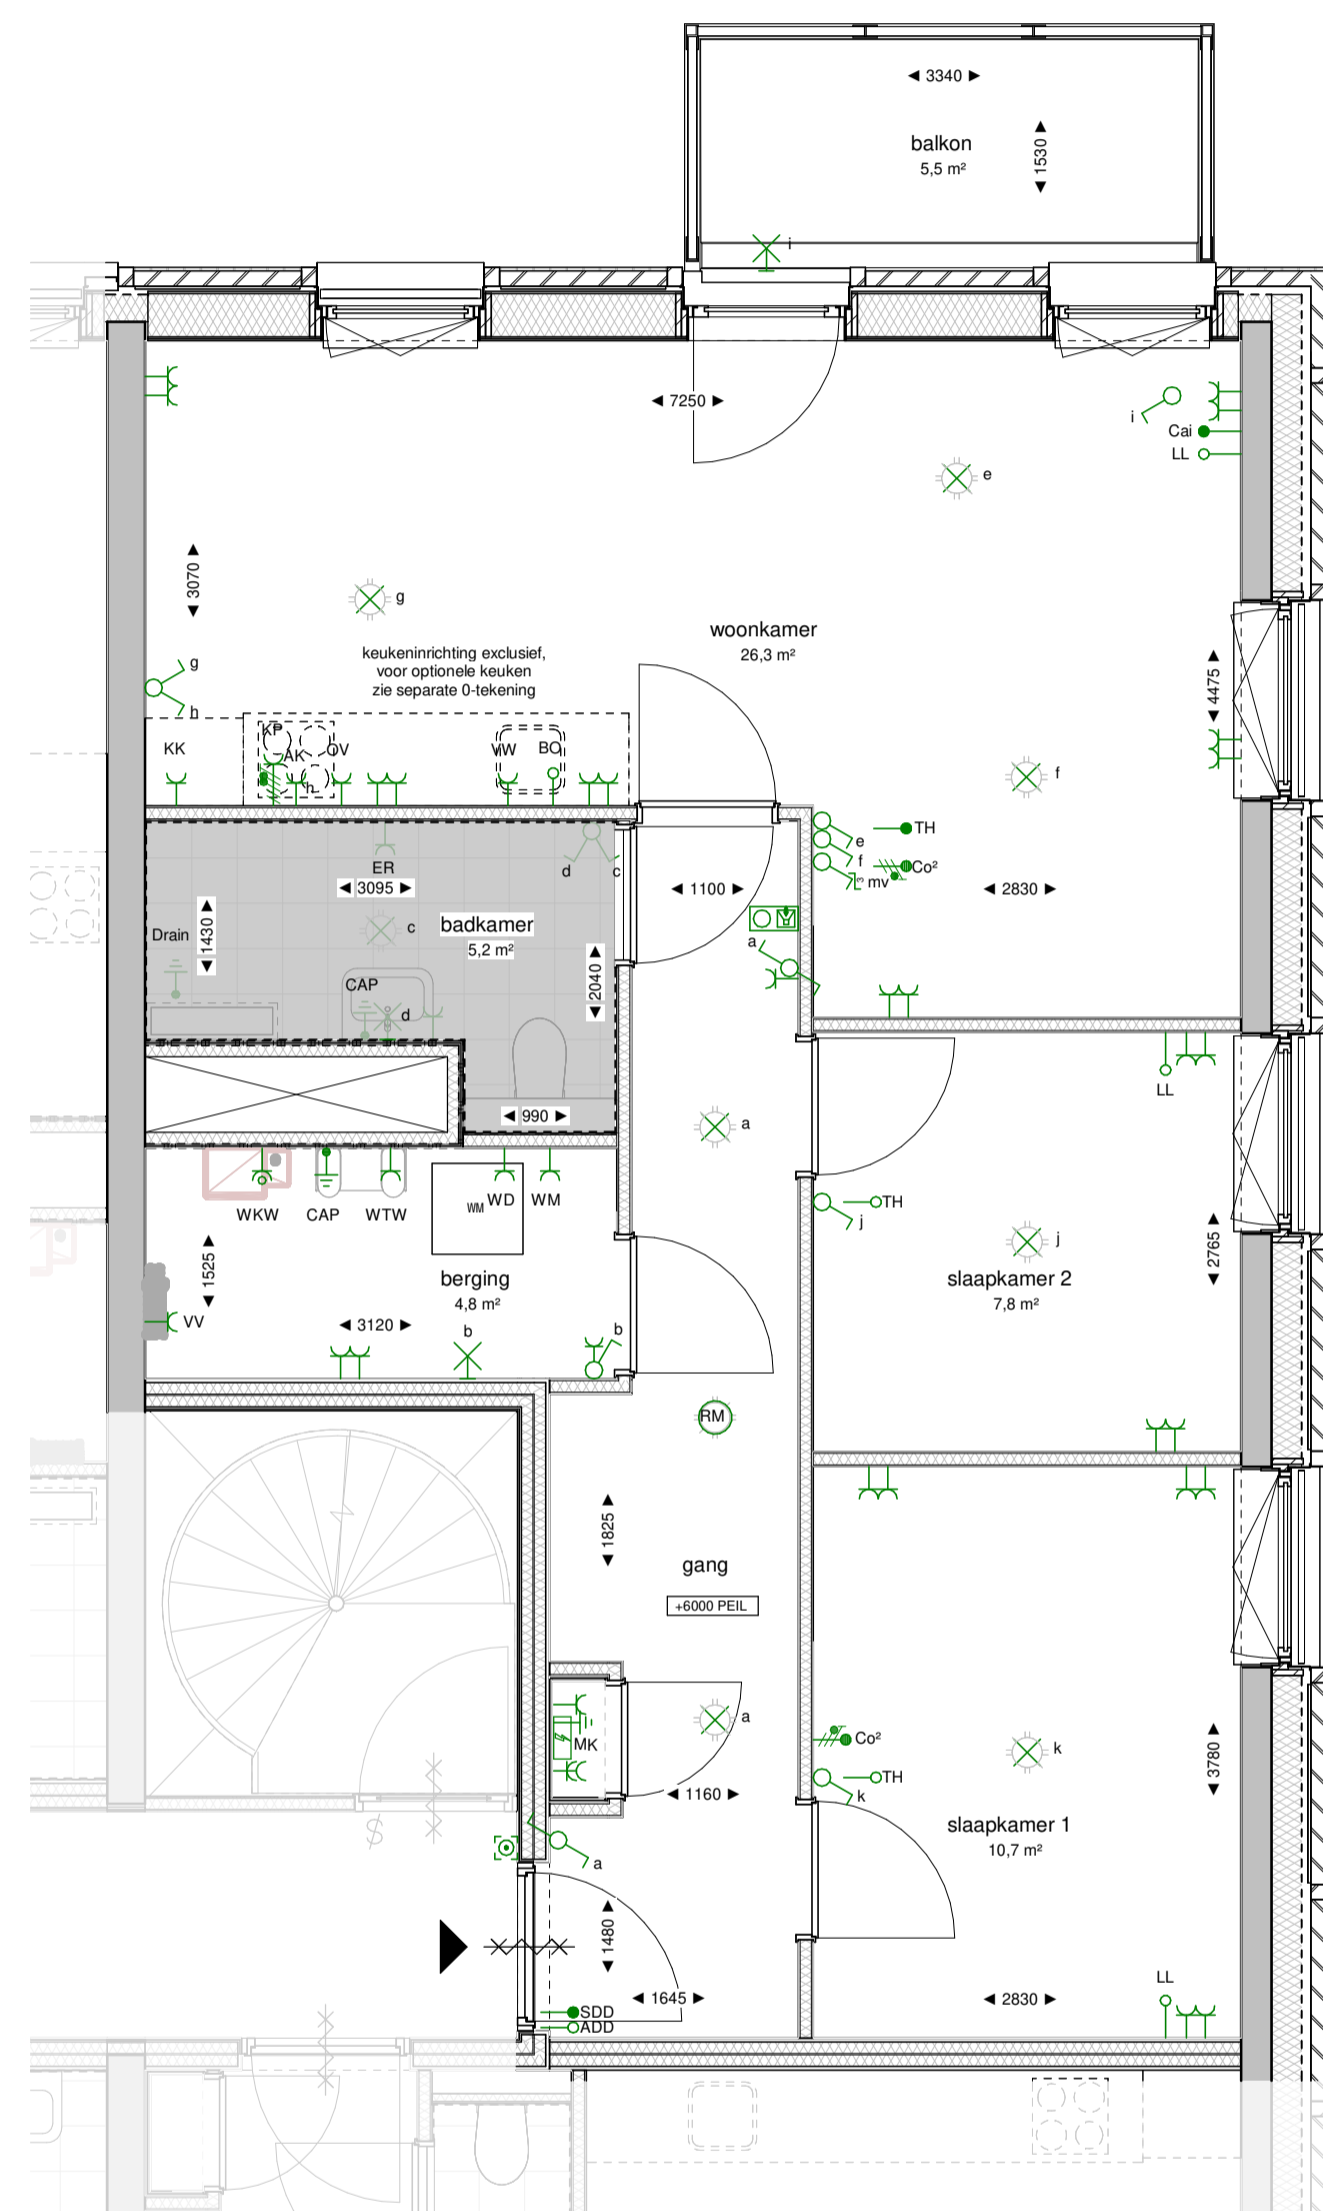 ◄ 3340 ►
balkon
5,5 m²
◄ 1530 ►
i
◄ 7250 ►
i
Cai
LL
e
◄ 3070 ►
g
woonkamer
26,3 m²
keukeninrichting exclusief,
voor optionele keuken
zie separate 0-tekening
g
h
◄ 4475 ►
KK
KP
AK
OV
h
VW
BO
f
e
f
3
mv
TH
Co²
◄ 2830 ►
ER
◄ 3095 ►
d
c
◄ 1100 ►
c
badkamer
5,2 m²
◄ 1430 ►
Drain
◄ 2040 ►
a
CAP
d
◄ 990 ►
LL
a
WKW
CAP
WTW
WM
WD
WM
TH
j
j
◄ 1525 ►
berging
4,8 m²
slaapkamer 2
7,8 m²
◄ 2765 ►
VV
◄ 3120 ►
b
b
RM
◄ 1825 ►
gang
+6000 PEIL
MK
a
Co²
TH
k
k
◄ 3780 ►
◄ 1160 ►
slaapkamer 1
10,7 m²
a
◄ 1480 ►
◄ 1645 ►
LL
◄ 2830 ►
SDD
ADD